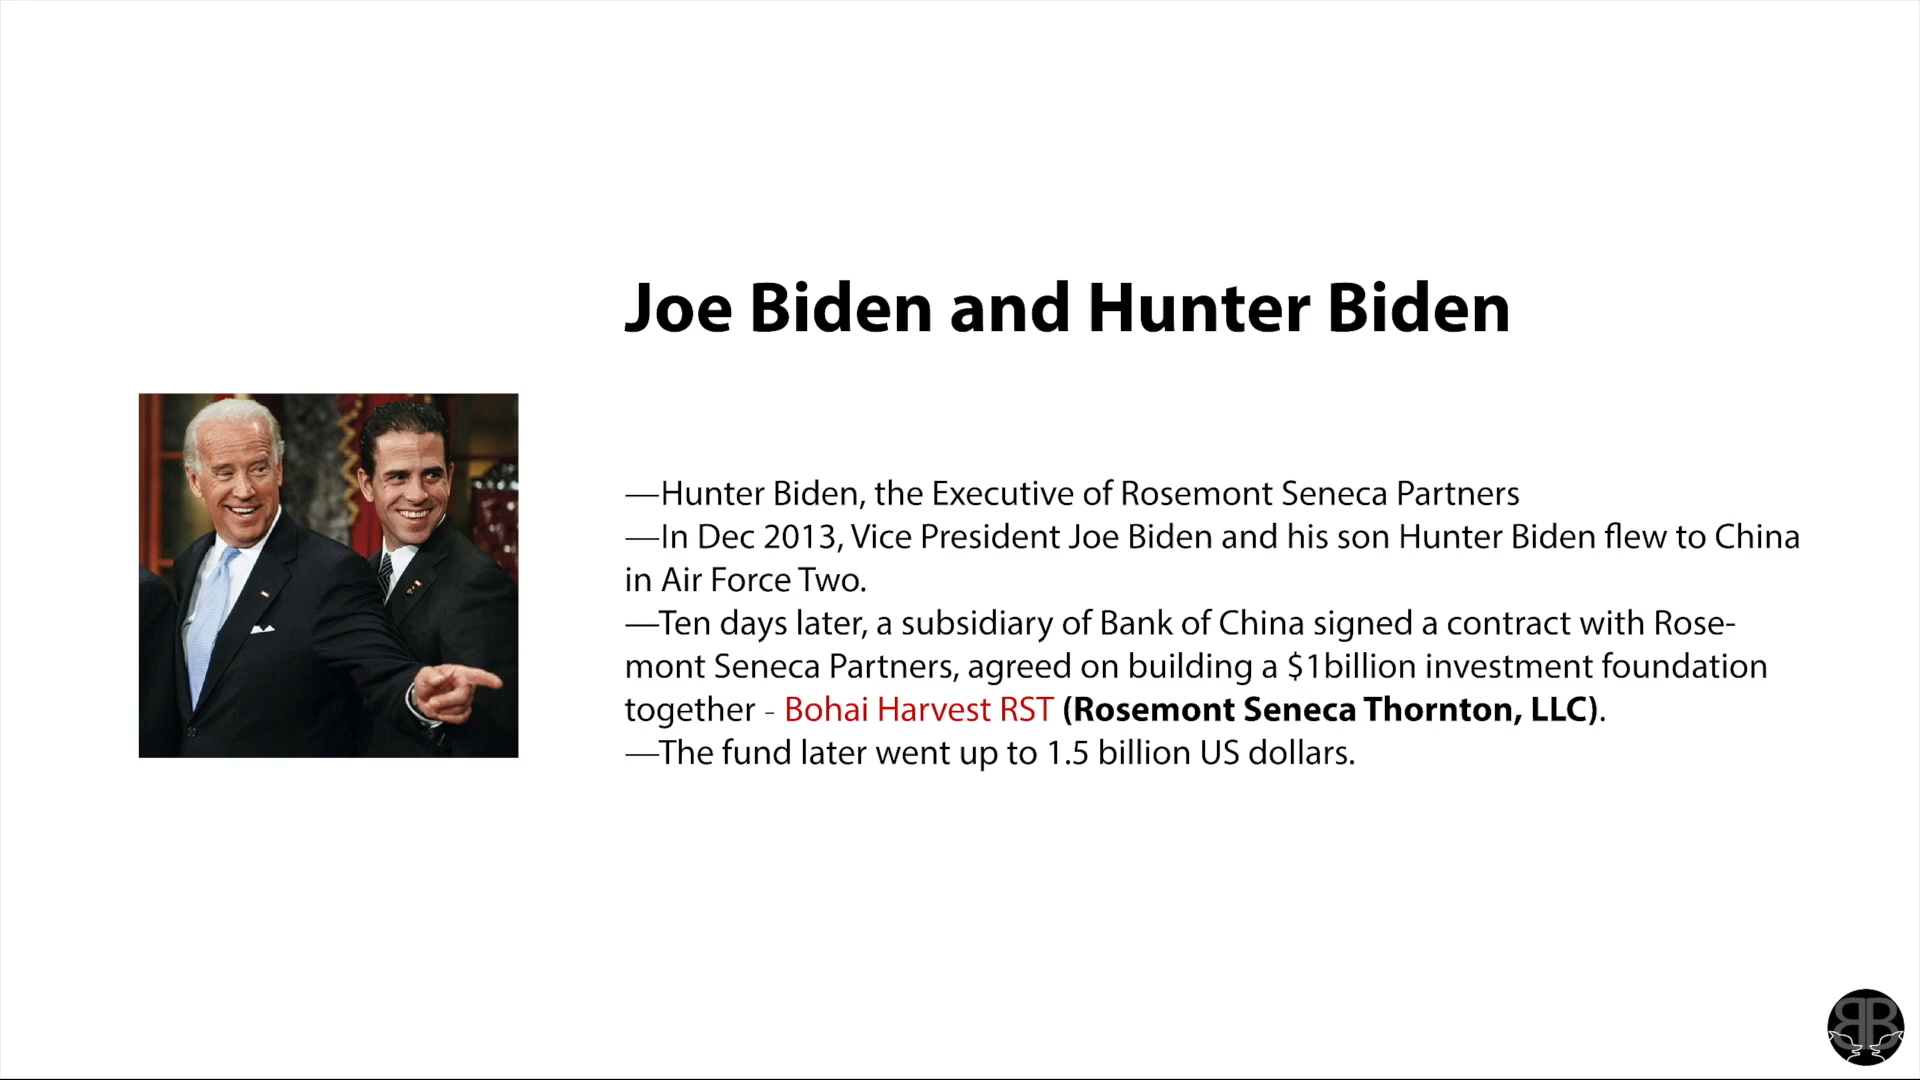 Joe Biden and Hunter Biden
—Hunter Biden, the Executive of Rosemont Seneca Partners
—In Dec 2013, Vice President Joe Biden and his son Hunter Biden flew to China
in Air Force Two.
—Ten days later, a subsidiary of Bank of China signed a contract with Rose-
mont Seneca Partners, agreed on building a $1billion investment foundation
together - Bohai Harvest RST (Rosemont Seneca Thornton, LLC).
—The fund later went up to 1.5 billion US dollars.